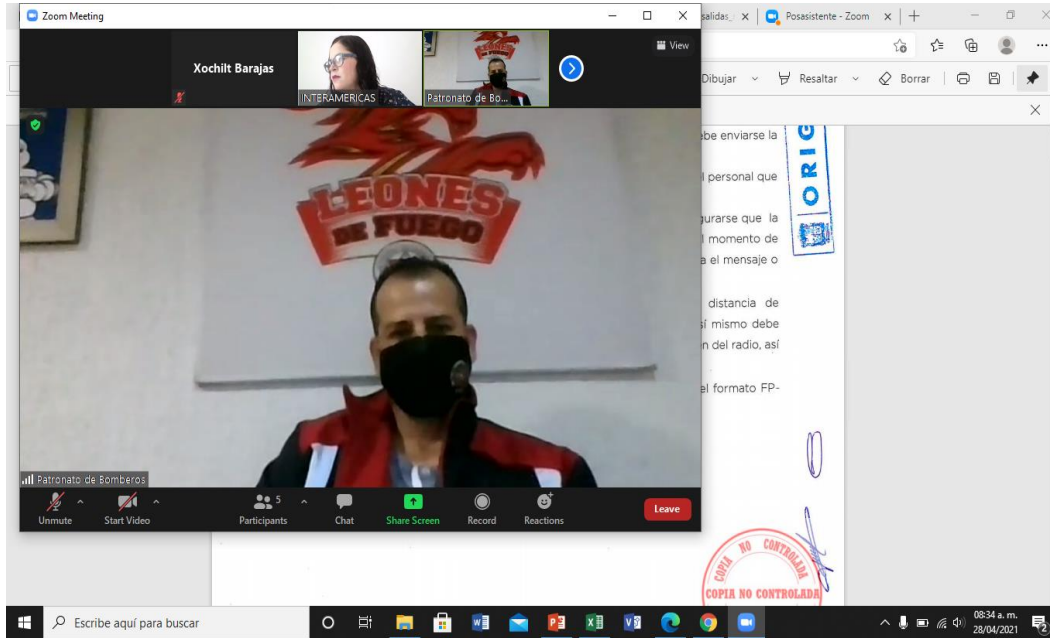 Zoom Meeting
salidas_
Posasistente - Zoom
View
Xochilt Barajas
INTERAMERICAS
Patronato de Bo...
Dibujar
Resaltar
Borrar
LEONES
DE FUEGO
be enviarse la
l personal que
gurarse que la
l momento de
a el mensaje o
distancia de
sí mismo debe
n del radio, así
el formato FP-
ORIG
Patronato de Bomberos
Unmute
Start Video
5
Participants
Chat
Share Screen
Record
Reactions
Leave
COPIA NO CONTROLADA
COPIA NO CONTROLADA
Escribe aquí para buscar
08:34 a. m.
28/04/2021
2